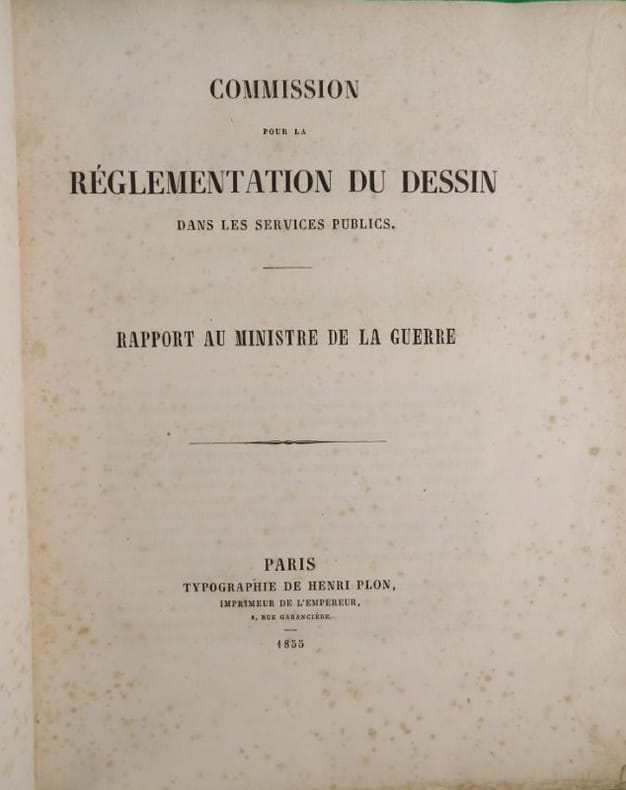 COMMISSION
POUR LA
RÉGLEMENTATION DU DESSIN
DANS LES SERVICES PUBLICS.
RAPPORT AU MINISTRE DE LA GUERRE
PARIS
TYPOGRAPHIE DE HENRI PLON,
IMPRIMEUR DE L'EMPEREUR,
8, RUE GARANCIÈRE.
1855